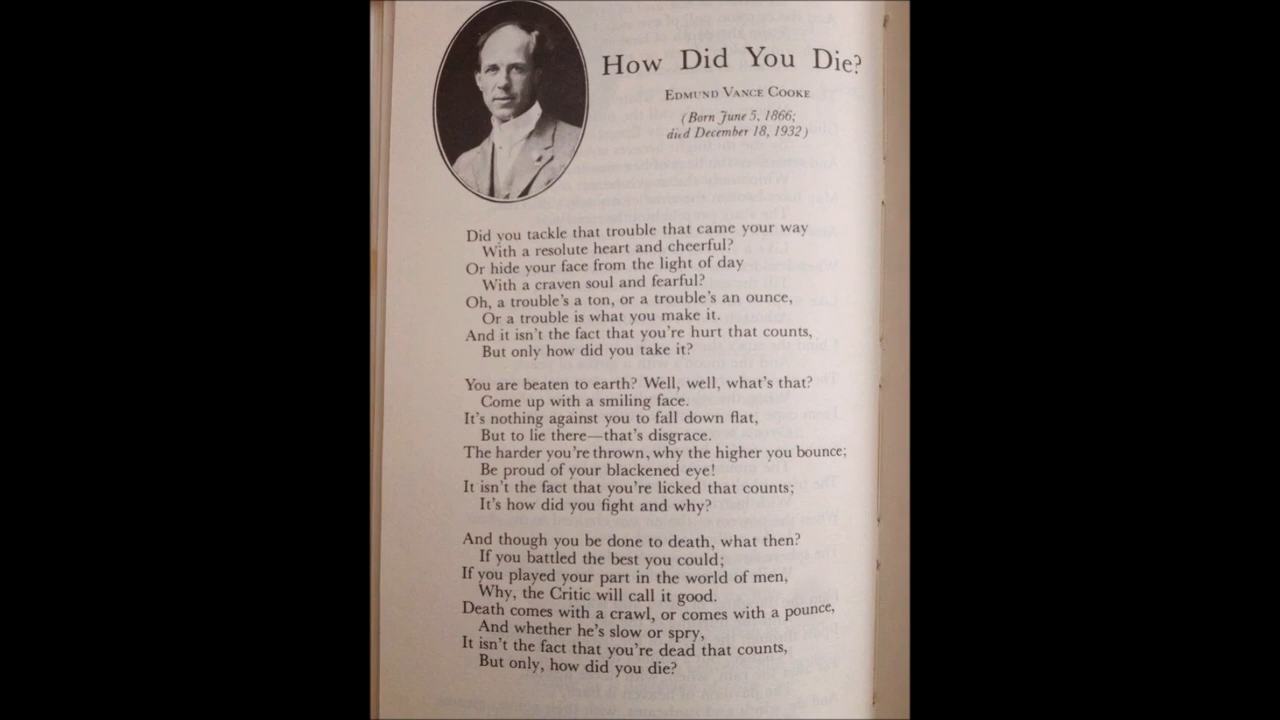 How Did You Die?
Edmund Vance Cooke
(Born June 5, 1866;
died December 18, 1932)
Did you tackle that trouble that came your way
With a resolute heart and cheerful?
Or hide your face from the light of day
With a craven soul and fearful?
Oh, a trouble's a ton, or a trouble's an ounce,
Or a trouble is what you make it.
And it isn't the fact that you're hurt that counts,
But only how did you take it?
You are beaten to earth? Well, well, what's that?
Come up with a smiling face.
It's nothing against you to fall down flat,
But to lie there—that's disgrace.
The harder you're thrown, why the higher you bounce;
Be proud of your blackened eye!
It isn't the fact that you're licked that counts;
It's how did you fight and why?
And though you be done to death, what then?
If you battled the best you could;
If you played your part in the world of men,
Why, the Critic will call it good.
Death comes with a crawl, or comes with a pounce,
And whether he's slow or spry,
It isn't the fact that you're dead that counts,
But only, how did you die?